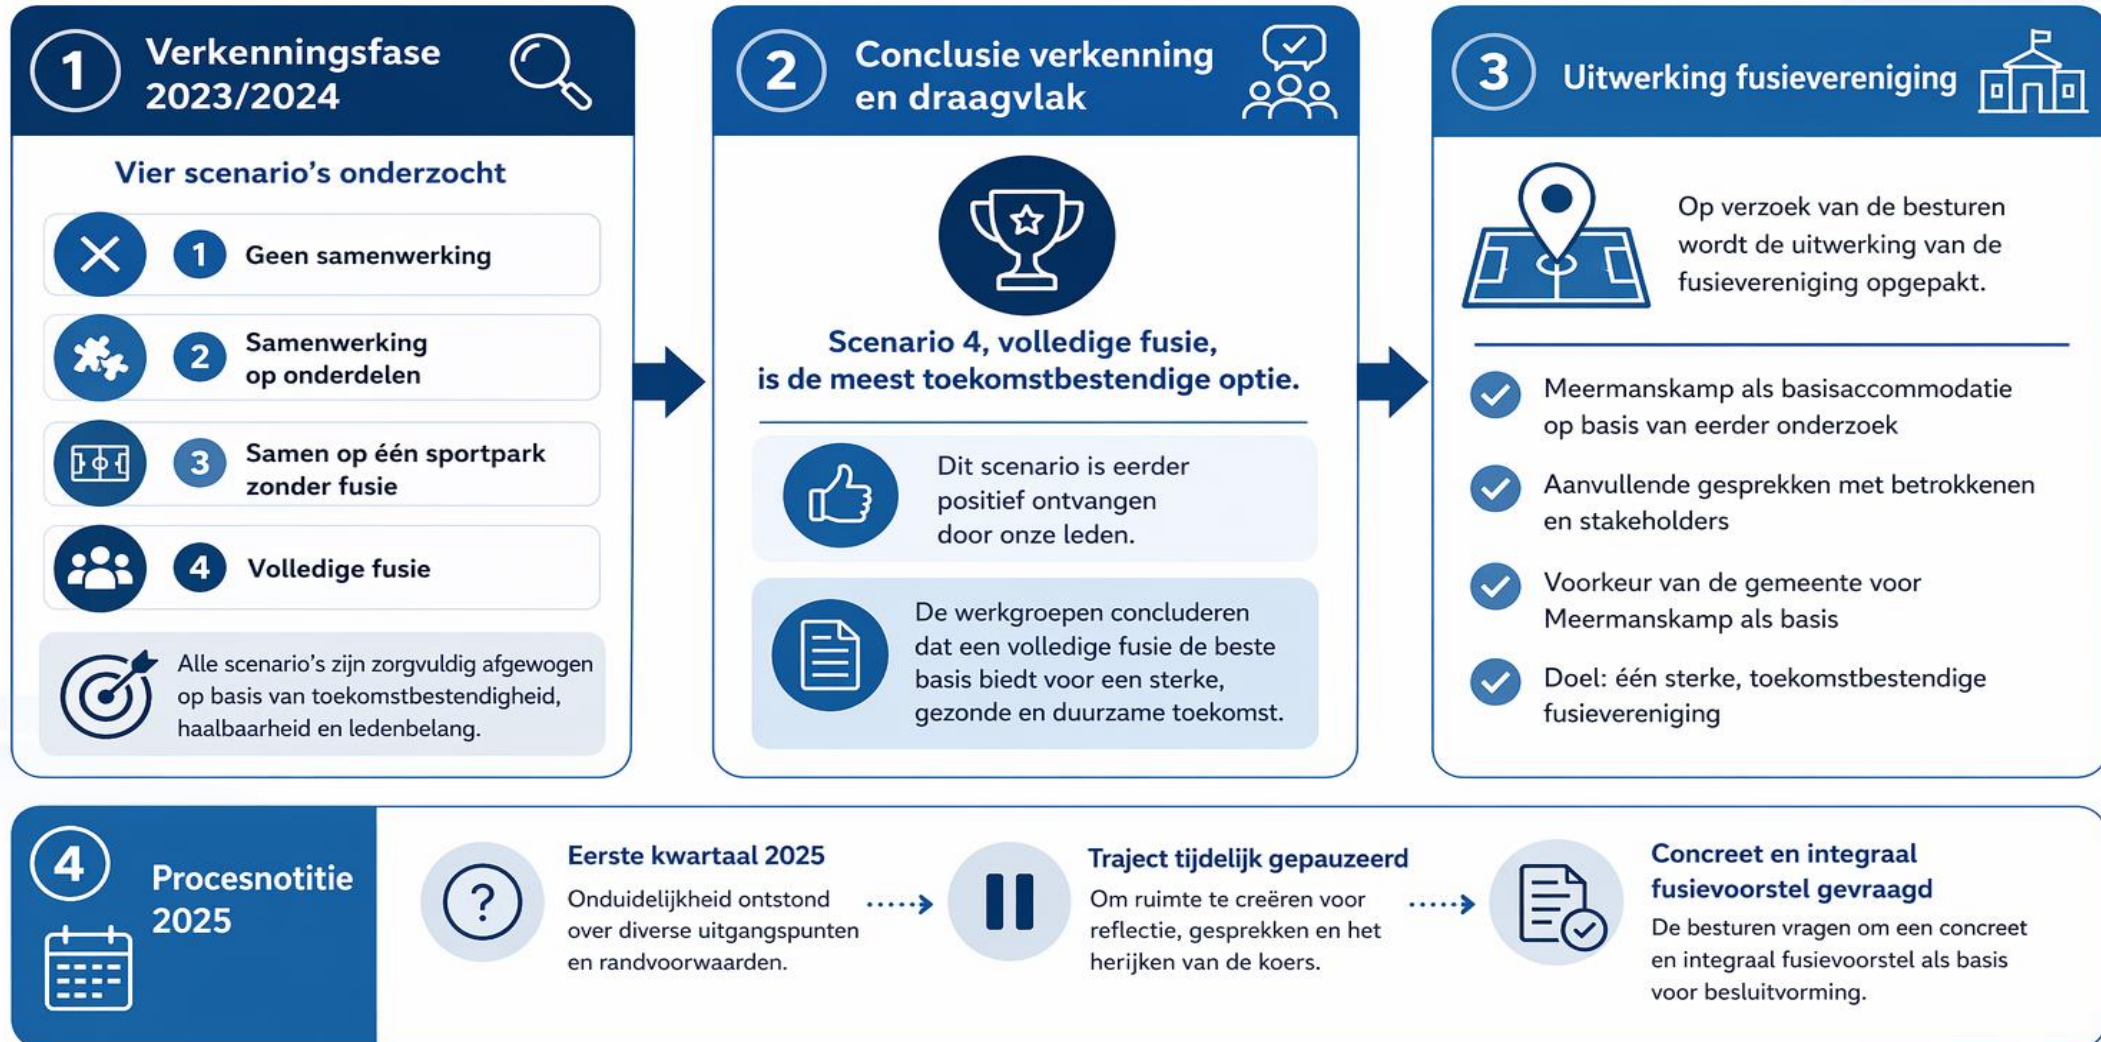 1
Verkenningsfase
2023/2024
Vier scenario's onderzocht
1
Geen samenwerking
2
Samenwerking
op onderdelen
3
Samen op één sportpark
zonder fusie
4
Volledige fusie
Alle scenario's zijn zorgvuldig afgewogen
op basis van toekomstbestendigheid,
haalbaarheid en ledenbelang.
2
Conclusie verkenning
en draagvlak
Scenario 4, volledige fusie,
is de meest toekomstbestendige optie.
Dit scenario is eerder
positief ontvangen
door onze leden.
De werkgroepen concluderen
dat een volledige fusie de beste
basis biedt voor een sterke,
gezonde en duurzame toekomst.
3
Uitwerking fusievereniging
Op verzoek van de besturen
wordt de uitwerking van de
fusievereniging opgepakt.
Meermanskamp als basisaccommodatie
op basis van eerder onderzoek
Aanvullende gesprekken met betrokkenen
en stakeholders
Voorkeur van de gemeente voor
Meermanskamp als basis
Doel: één sterke, toekomstbestendige
fusievereniging
4
Procesnotitie
2025
?
Eerste kwartaal 2025
Onduidelijkheid ontstond
over diverse uitgangspunten
en randvoorwaarden.
Traject tijdelijk gepauzeerd
Om ruimte te creëren voor
reflectie, gesprekken en het
herijken van de koers.
Concreet en integraal
fusievoorstel gevraagd
De besturen vragen om een concreet
en integraal fusievoorstel als basis
voor besluitvorming.